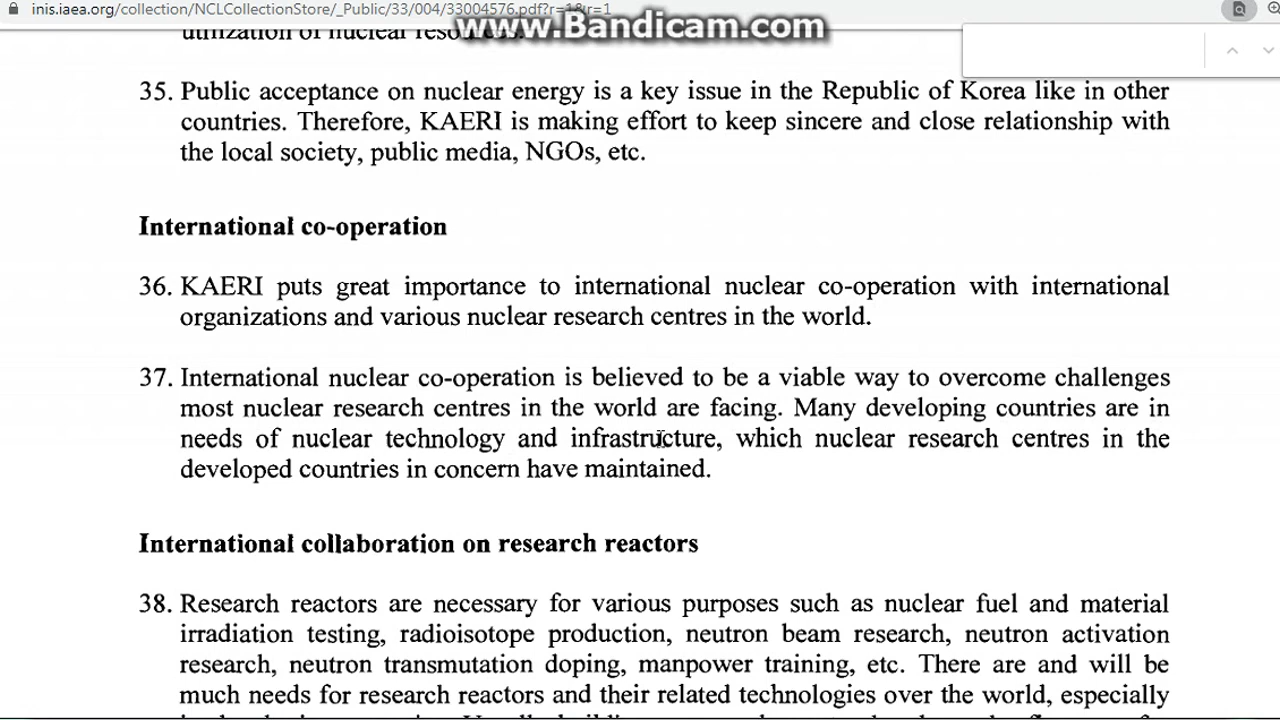 inis.iaea.org/collection/NCLCollectionStore/_Public/33/004/33004576.pdf?r=1&r=1
www.Bandicam.com
utilization of nuclear resources.
35. Public acceptance on nuclear energy is a key issue in the Republic of Korea like in other
countries. Therefore, KAERI is making effort to keep sincere and close relationship with
the local society, public media, NGOs, etc.
International co-operation
36. KAERI puts great importance to international nuclear co-operation with international
organizations and various nuclear research centres in the world.
37. International nuclear co-operation is believed to be a viable way to overcome challenges
most nuclear research centres in the world are facing. Many developing countries are in
needs of nuclear technology and infrastructure, which nuclear research centres in the
developed countries in concern have maintained.
International collaboration on research reactors
38. Research reactors are necessary for various purposes such as nuclear fuel and material
irradiation testing, radioisotope production, neutron beam research, neutron activation
research, neutron transmutation doping, manpower training, etc. There are and will be
much needs for research reactors and their related technologies over the world, especially